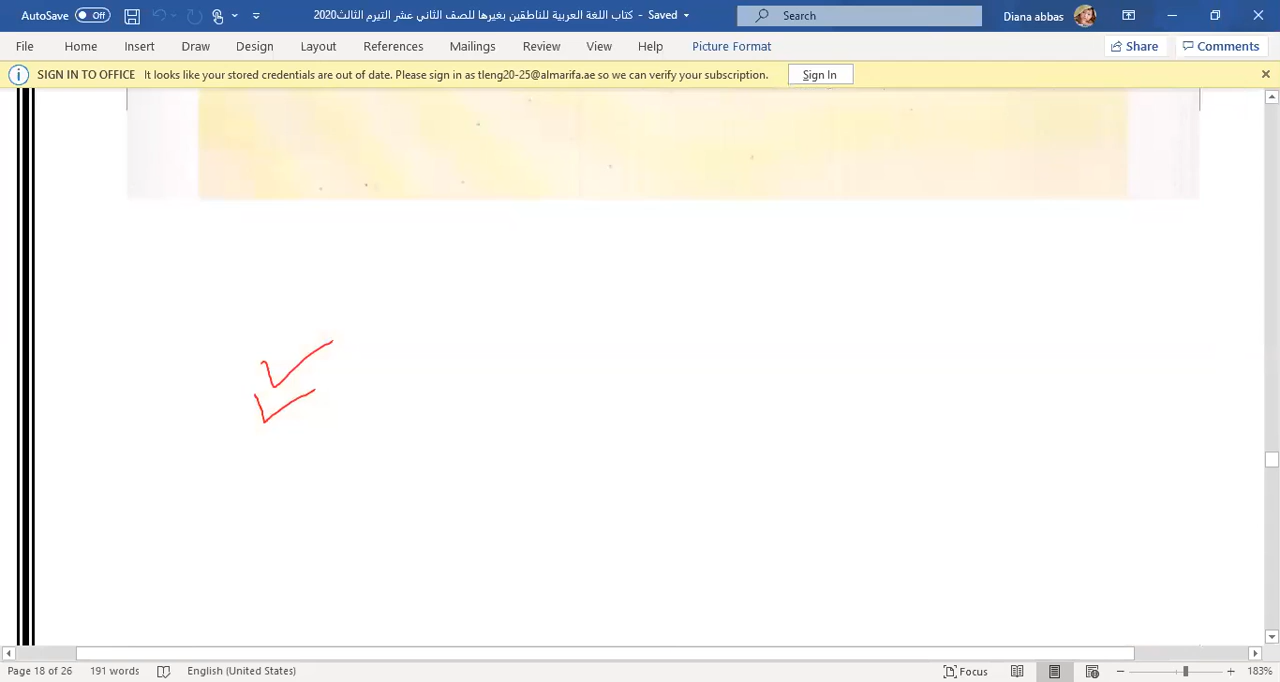 AutoSave Off كتاب اللغة العربية للناطقين بغيرها للصف الثاني عشر التيرم الثالث2020 - Saved Search Diana abbas
File Home Insert Draw Design Layout References Mailings Review View Help Picture Format Share Comments
SIGN IN TO OFFICE It looks like your stored credentials are out of date. Please sign in as tleng20-25@almarifa.ae so we can verify your subscription. Sign In
Page 18 of 26 191 words English (United States) Focus 183%